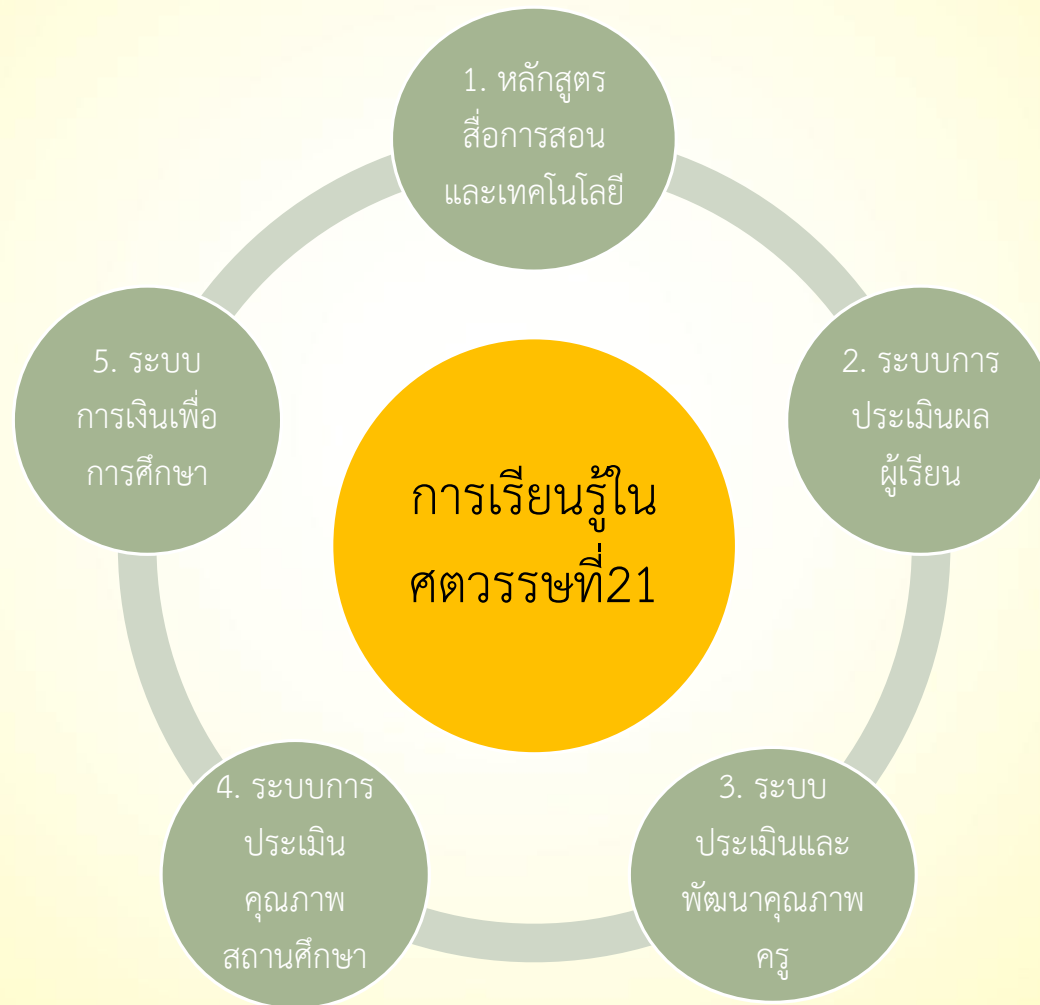 1. หลักสูตร
สื่อการสอน
และเทคโนโลยี
2. ระบบการ
ประเมินผล
ผู้เรียน
3. ระบบ
ประเมินและ
พัฒนาคุณภาพ
ครู
4. ระบบการ
ประเมิน
คุณภาพ
สถานศึกษา
5. ระบบ
การเงินเพื่อ
การศึกษา
การเรียนรู้ใน
ศตวรรษที่21